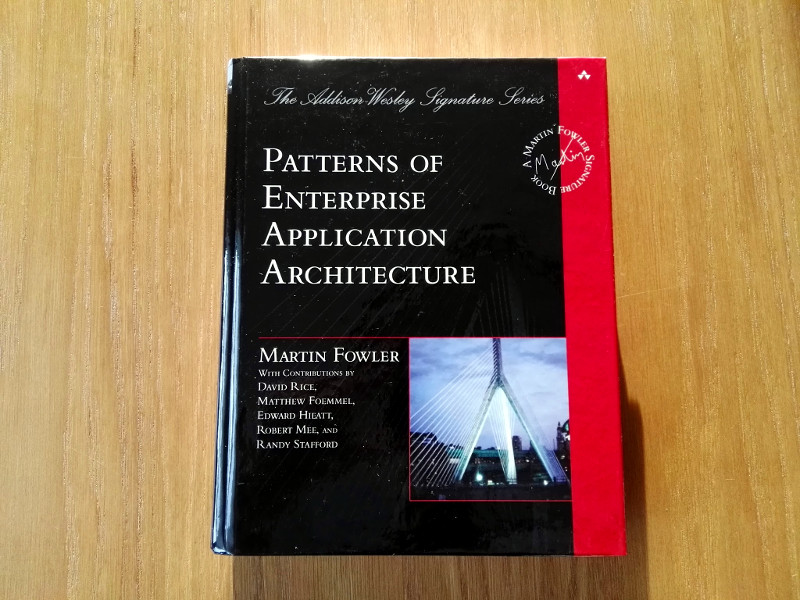 The Addison Wesley Signature Series
A MARTIN FOWLER SIGNATURE BOOK
Martin
PATTERNS OF
ENTERPRISE
APPLICATION
ARCHITECTURE
MARTIN FOWLER
WITH CONTRIBUTIONS BY
DAVID RICE,
MATTHEW FOEMMEL,
EDWARD HIEATT,
ROBERT MEE, AND
RANDY STAFFORD